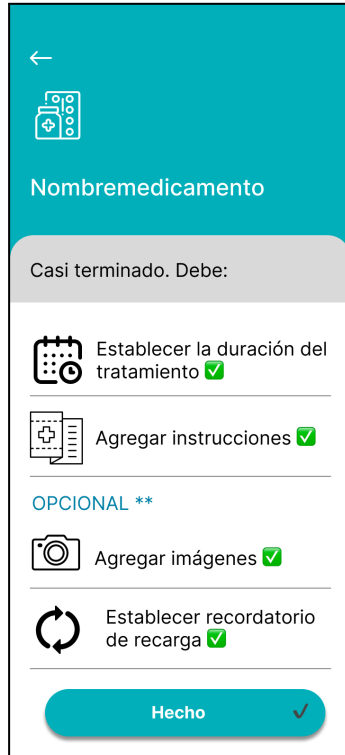 Nombremedicamento
Casi terminado. Debe:
Establecer la duración del
tratamiento ✅
Agregar instrucciones ✅
OPCIONAL **
Agregar imágenes ✅
Establecer recordatorio
de recarga ✅
Hecho